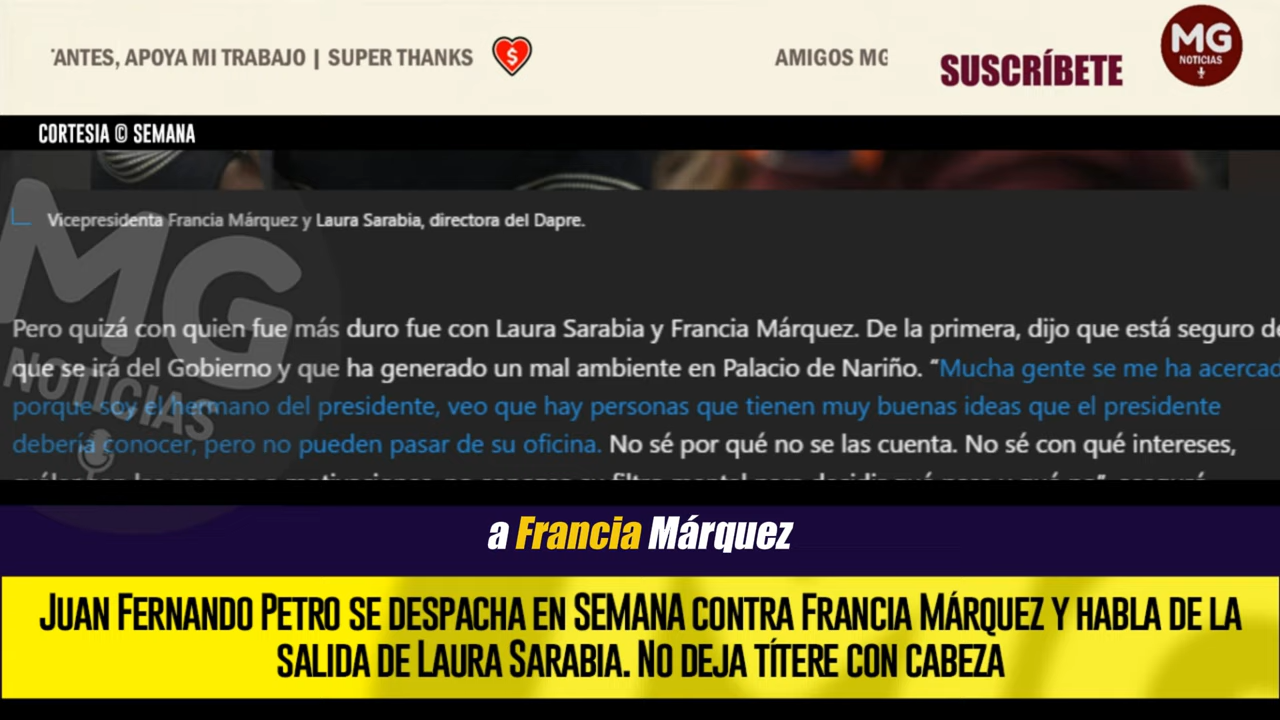 'ANTES, APOYA MI TRABAJO | SUPER THANKS
AMIGOS MG
SUSCRÍBETE
MG
NOTICIAS
CORTESIA © SEMANA
Vicepresidenta Francia Márquez y Laura Sarabia, directora del Dapre.
MG
NOTICIAS
Pero quizá con quien fue más duro fue con Laura Sarabia y Francia Márquez. De la primera, dijo que está seguro de
que se irá del Gobierno y que ha generado un mal ambiente en Palacio de Nariño. “Mucha gente se me ha acercad
porque soy el hermano del presidente, veo que hay personas que tienen muy buenas ideas que el presidente
debería conocer, pero no pueden pasar de su oficina. No sé por qué no se las cuenta. No sé con qué intereses,
a Francia Márquez
JUAN FERNANDO PETRO SE DESPACHA EN SEMANA CONTRA FRANCIA MÁRQUEZ Y HABLA DE LA
SALIDA DE LAURA SARABIA. NO DEJA TÍTERE CON CABEZA